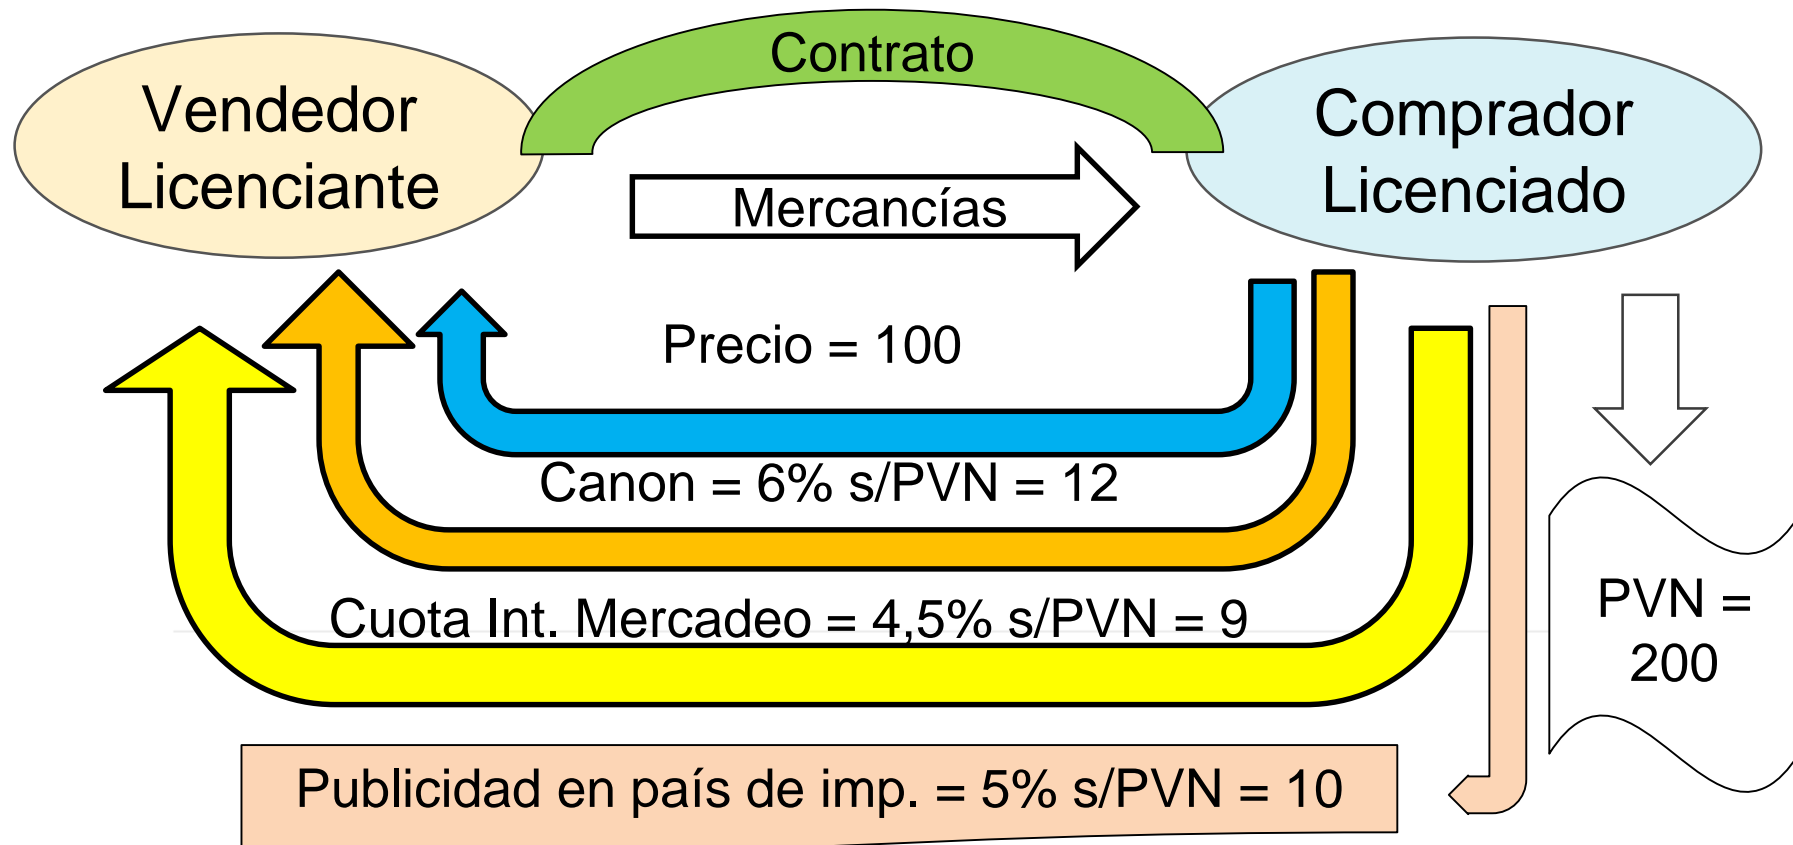 Contrato
Vendedor
Licenciante
Comprador
Licenciado
Mercancías
Precio = 100
Canon = 6% s/PVN = 12
Cuota Int. Mercadeo = 4,5% s/PVN = 9
PVN =
200
Publicidad en país de imp. = 5% s/PVN = 10